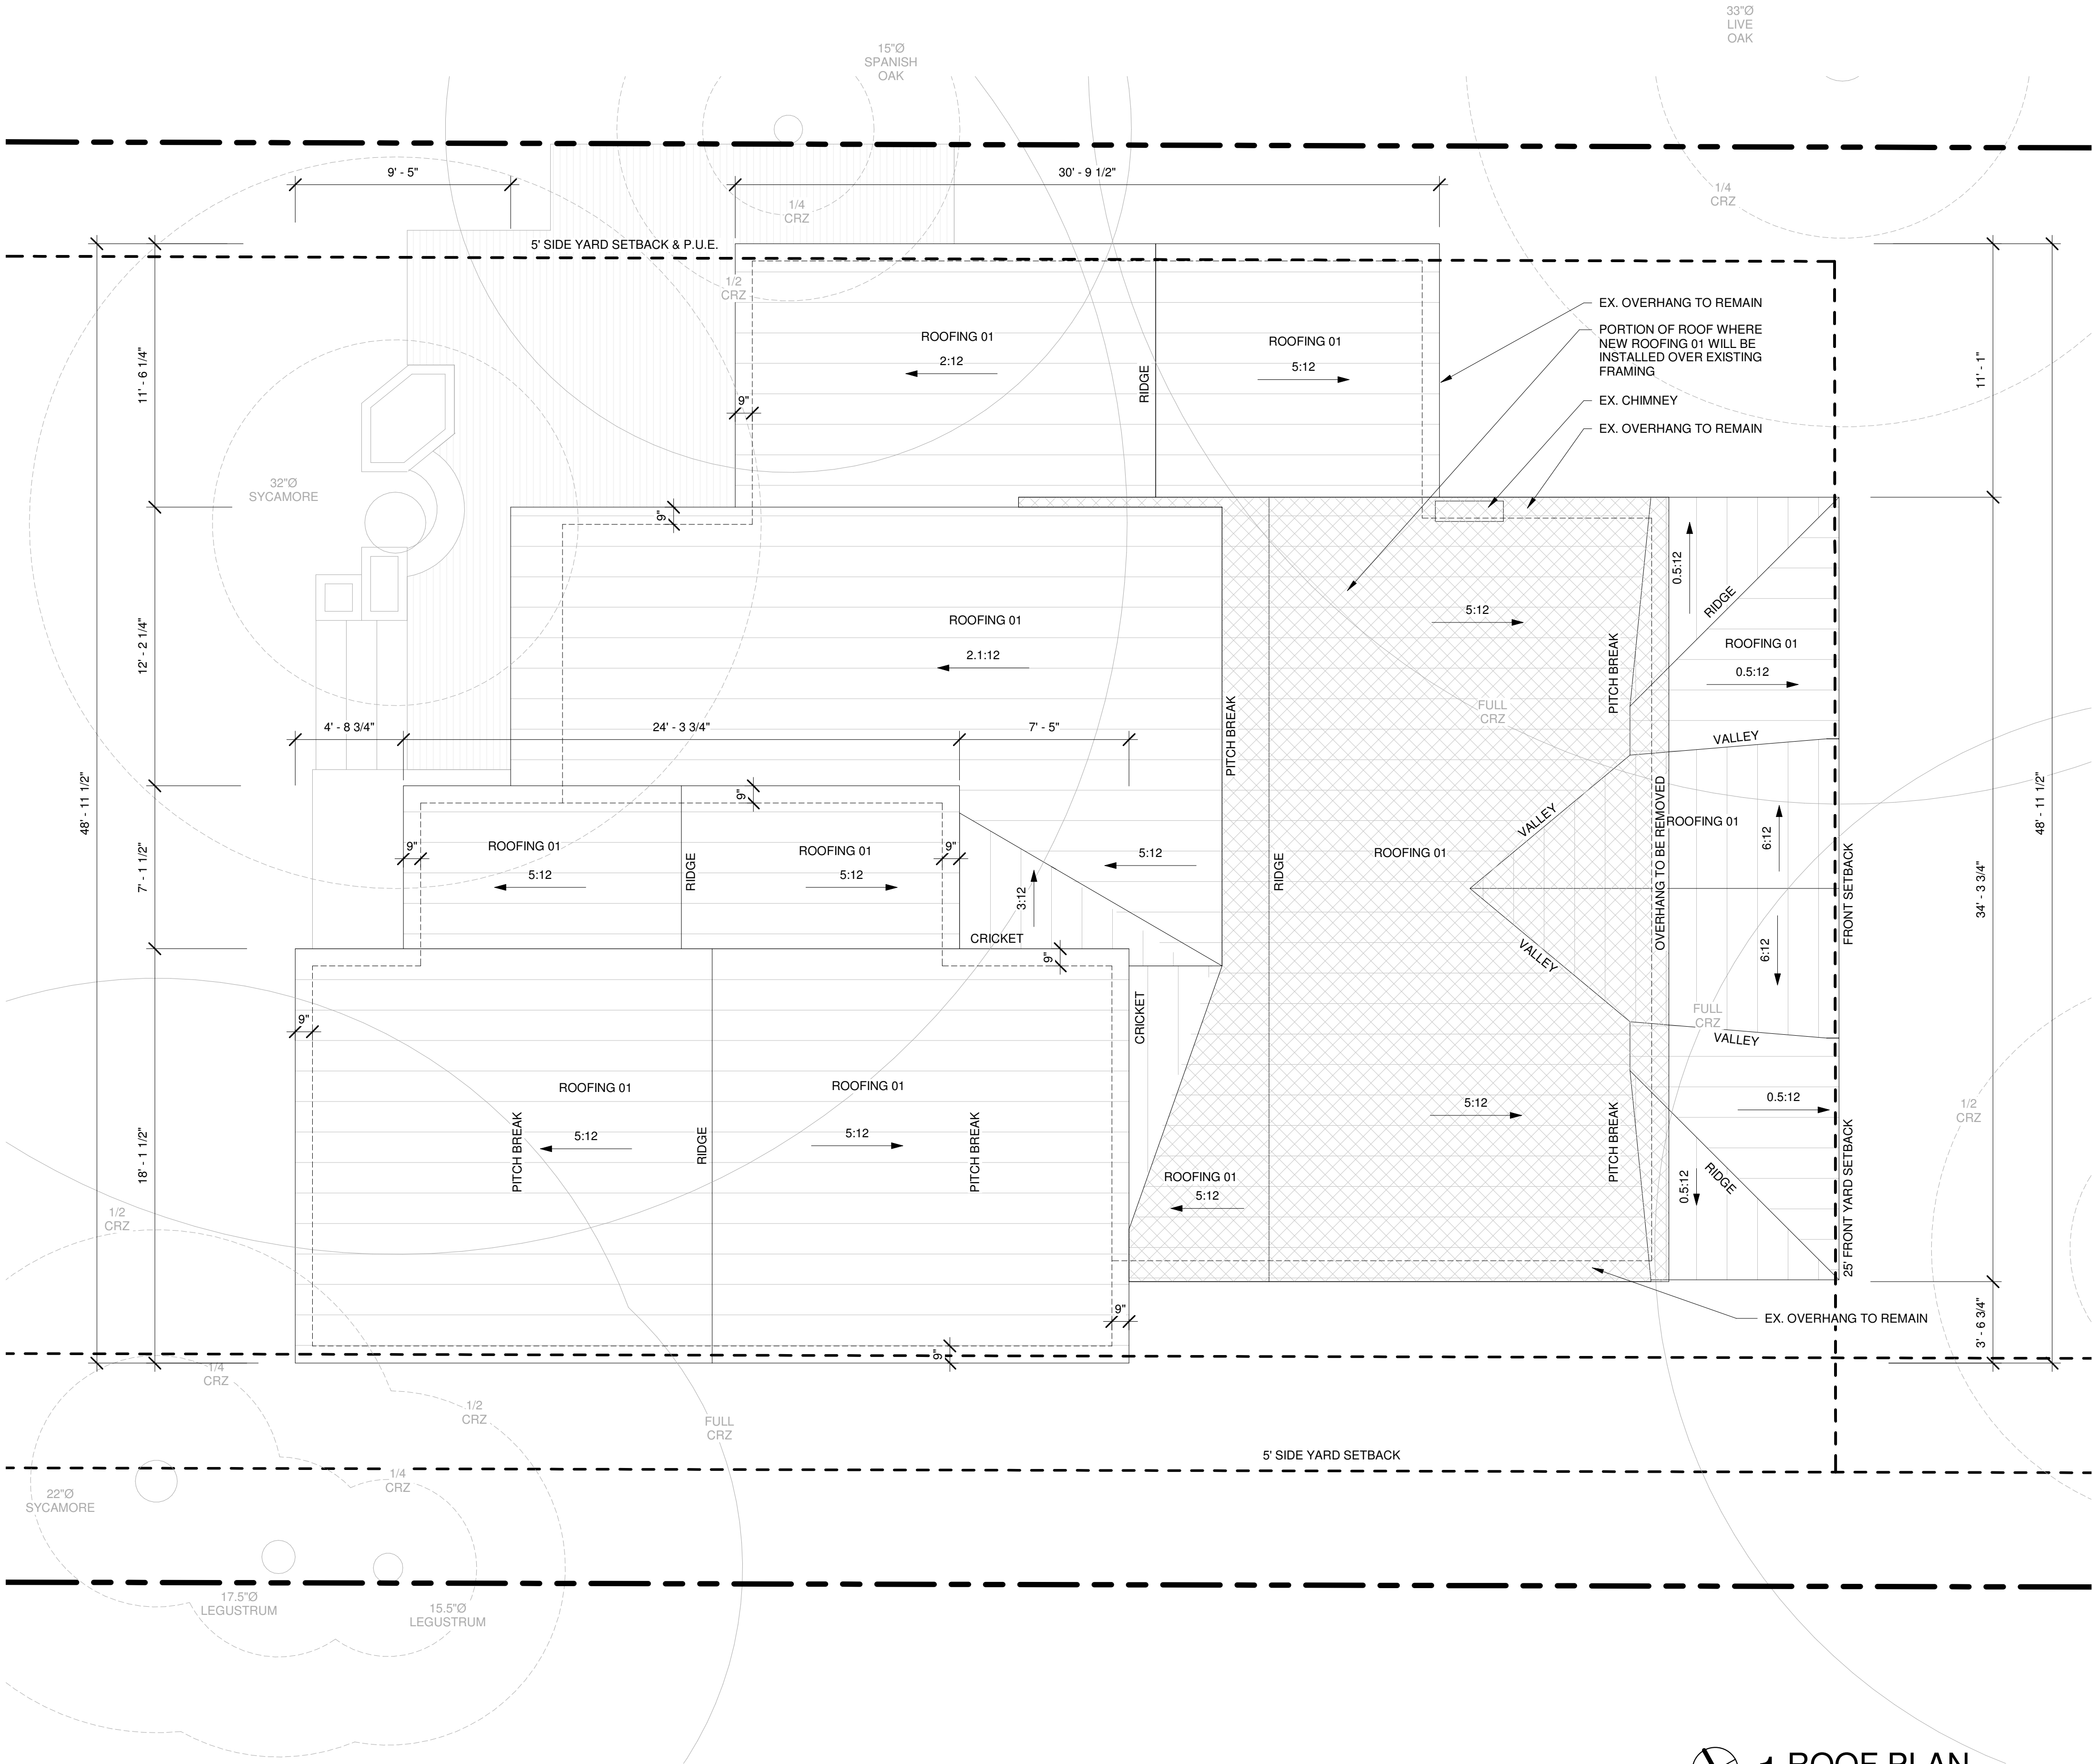 33"Ø
LIVE
OAK
15"Ø
SPANISH
OAK
9' - 5"
30' - 9 1/2"
1/4
CRZ
1/4
CRZ
5' SIDE YARD SETBACK & P.U.E.
1/2
CRZ
EX. OVERHANG TO REMAIN
PORTION OF ROOF WHERE
NEW ROOFING 01 WILL BE
INSTALLED OVER EXISTING
FRAMING
EX. CHIMNEY
EX. OVERHANG TO REMAIN
ROOFING 01
2:12
RIDGE
ROOFING 01
5:12
9"
11' - 6 1/4"
11' - 1"
32"Ø
SYCAMORE
9"
0.5:12
RIDGE
5:12
ROOFING 01
2.1:12
12' - 2 1/4"
PITCH BREAK
ROOFING 01
0.5:12
PITCH BREAK
FULL
CRZ
4' - 8 3/4"
24' - 3 3/4"
7' - 5"
VALLEY
48' - 11 1/2"
48' - 11 1/2"
9"
VALLEY
OVERHANG TO BE REMOVED
ROOFING 01
6:12
7' - 1 1/2"
9"
ROOFING 01
5:12
RIDGE
ROOFING 01
5:12
9"
5:12
3:12
RIDGE
ROOFING 01
FRONT SETBACK
34' - 3 3/4"
CRICKET
9"
VALLEY
6:12
CRICKET
9"
FULL
CRZ
VALLEY
ROOFING 01
ROOFING 01
PITCH BREAK
5:12
RIDGE
5:12
PITCH BREAK
5:12
PITCH BREAK
0.5:12
1/2
CRZ
18' - 1 1/2"
ROOFING 01
5:12
0.5:12
RIDGE
25' FRONT YARD SETBACK
1/2
CRZ
9"
EX. OVERHANG TO REMAIN
3' - 6 3/4"
9"
1/4
CRZ
1/2
CRZ
FULL
CRZ
5' SIDE YARD SETBACK
1/4
CRZ
22"Ø
SYCAMORE
17.5"Ø
LEGUSTRUM
15.5"Ø
LEGUSTRUM
1 ROOF PLAN